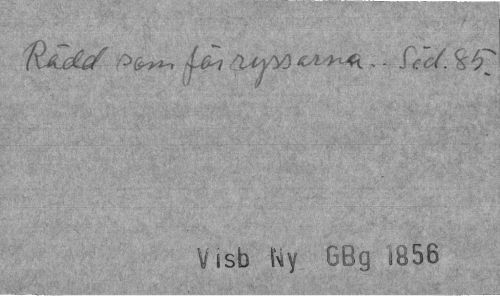 Rädd som för ryssarna.. Söd. 85.
Visb Ny GBg 1856